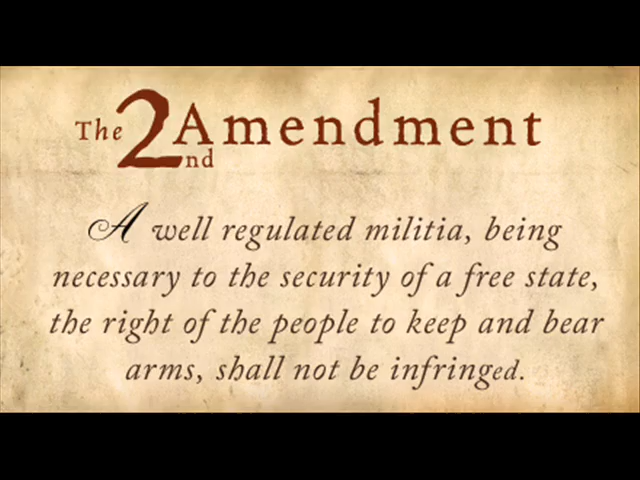 The 2nd Amendment
A well regulated militia, being
necessary to the security of a free state,
the right of the people to keep and bear
arms, shall not be infringed.